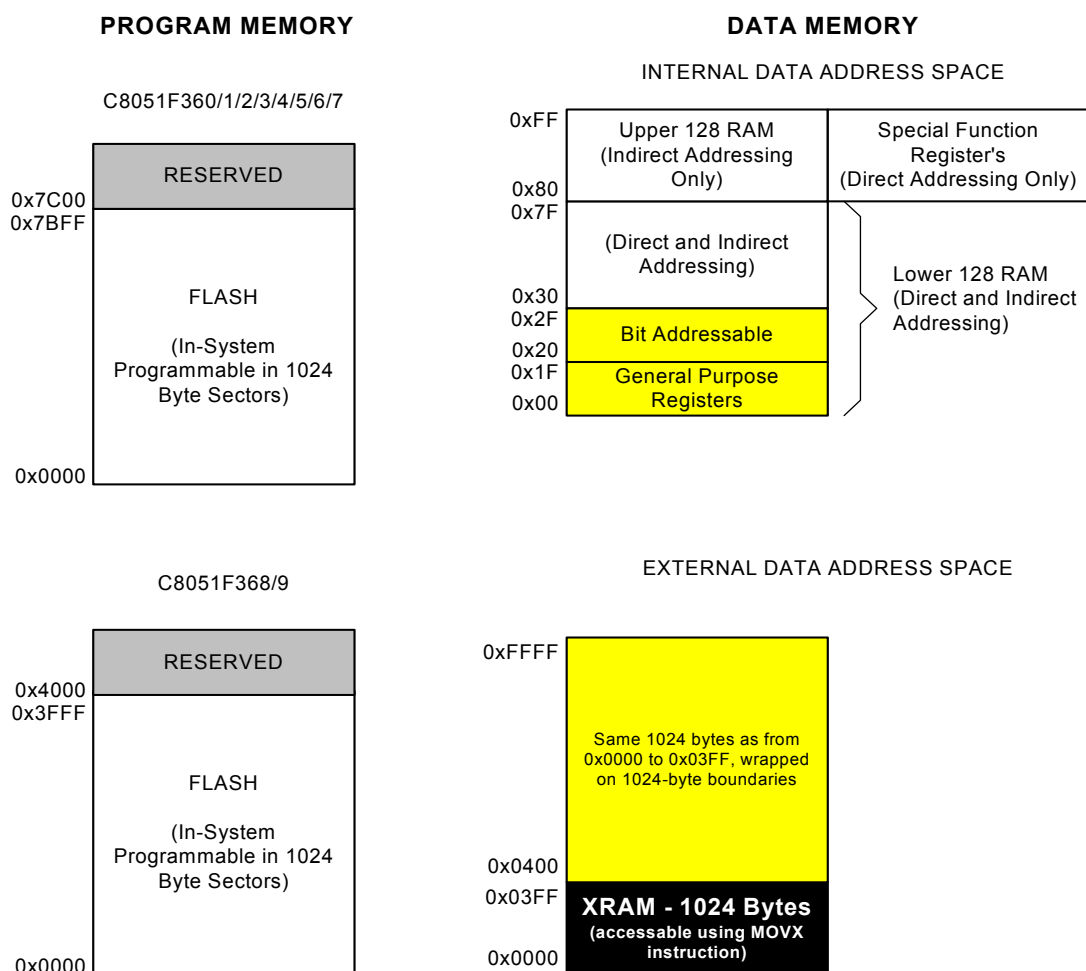 PROGRAM MEMORY
DATA MEMORY
INTERNAL DATA ADDRESS SPACE
C8051F360/1/2/3/4/5/6/7
RESERVED
0x7C00
0x7BFF
FLASH
(In-System
Programmable in 1024
Byte Sectors)
0x0000
0xFF
Upper 128 RAM
(Indirect Addressing
Only)
Special Function
Register's
(Direct Addressing Only)
0x80
0x7F
(Direct and Indirect
Addressing)
0x30
0x2F
Bit Addressable
0x20
0x1F
General Purpose
Registers
0x00
Lower 128 RAM
(Direct and Indirect
Addressing)
C8051F368/9
RESERVED
0x4000
0x3FFF
FLASH
(In-System
Programmable in 1024
Byte Sectors)
0x0000
EXTERNAL DATA ADDRESS SPACE
0xFFFF
Same 1024 bytes as from
0x0000 to 0x03FF, wrapped
on 1024-byte boundaries
0x0400
0x03FF
XRAM - 1024 Bytes
(accessable using MOVX
instruction)
0x0000